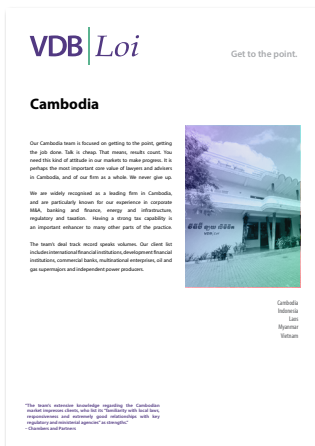 VDB Loi
Get to the point.
Cambodia
Our Cambodia team is focused on getting to the point, getting
the job done. Talk is cheap. That means, results count. You
need this kind of attitude in our markets to make progress. It is
perhaps the most important core value of lawyers and advisers
in Cambodia, and of our firm as a whole. We never give up.
We are widely recognised as a leading firm in Cambodia,
and are particularly known for our experience in corporate
M&A, banking and finance, energy and infrastructure,
regulatory and taxation. Having a strong tax capability is
an important enhancer to many other parts of the practice.
The team's deal track record speaks volumes. Our client list
includes international financial institutions, development financial
institutions, commercial banks, multinational enterprises, oil and
gas supermajors and independent power producers.
Cambodia
Indonesia
Laos
Myanmar
Vietnam
"The team's extensive knowledge regarding the Cambodian
market impresses clients, who list its "familiarity with local laws,
responsiveness and extremely good relationships with key
regulatory and ministerial agencies" as strengths."
- Chambers and Partners